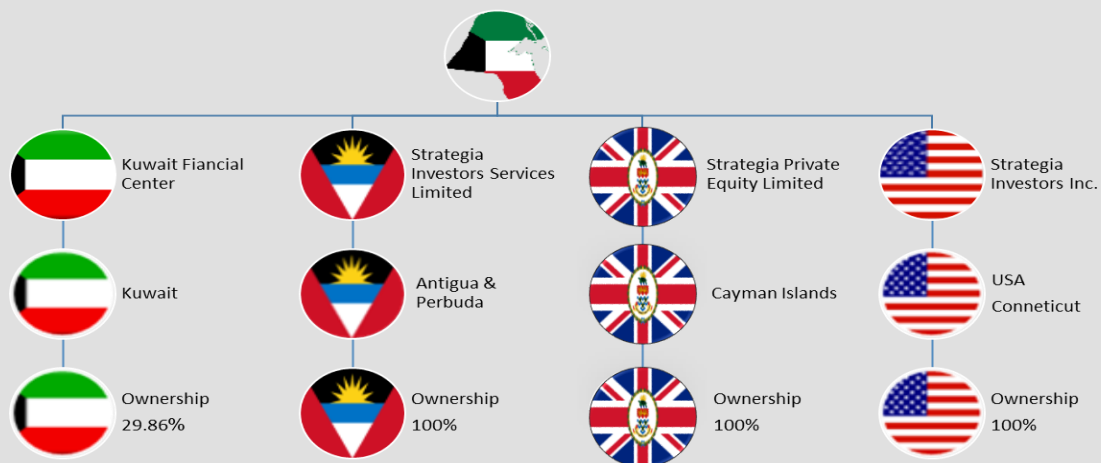 Kuwait Fiancial
Center
Strategia
Investors Services
Limited
Strategia Private
Equity Limited
Strategia
Investors Inc.
Kuwait
Antigua &
Perbuda
Cayman Islands
USA
Conneticut
Ownership
29.86%
Ownership
100%
Ownership
100%
Ownership
100%